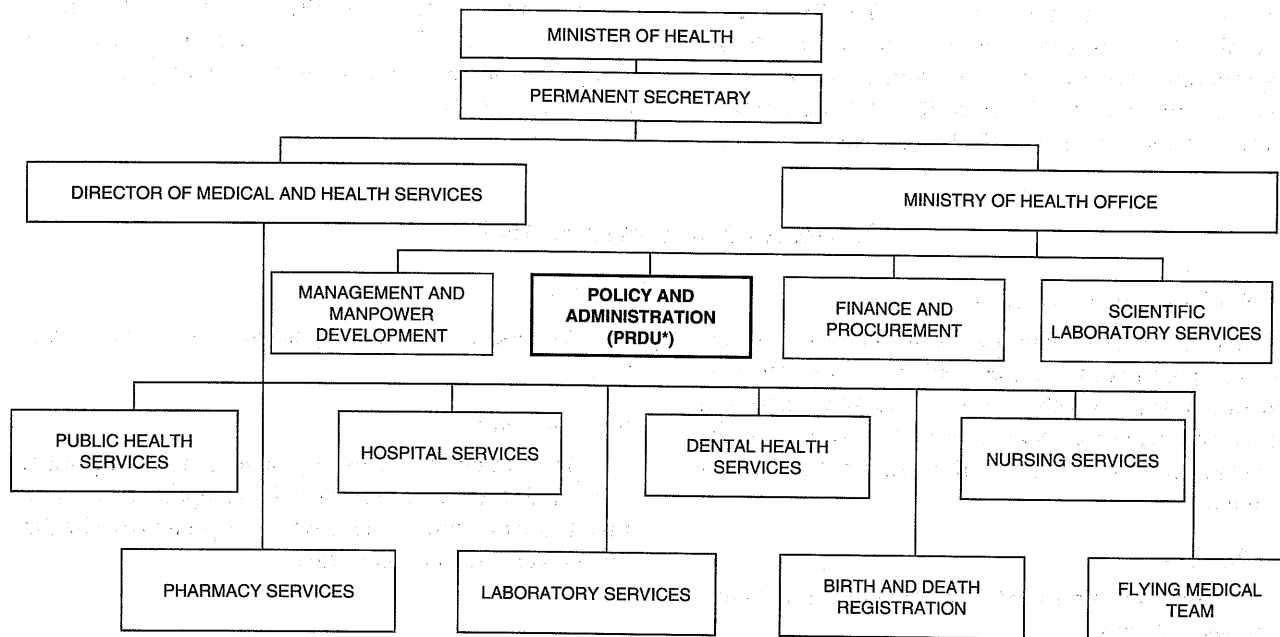 MINISTER OF HEALTH
PERMANENT SECRETARY
DIRECTOR OF MEDICAL AND HEALTH SERVICES
MINISTRY OF HEALTH OFFICE
MANAGEMENT AND
MANPOWER
DEVELOPMENT
POLICY AND
ADMINISTRATION
(PRDU*)
FINANCE AND
PROCUREMENT
SCIENTIFIC
LABORATORY SERVICES
PUBLIC HEALTH
SERVICES
HOSPITAL SERVICES
DENTAL HEALTH
SERVICES
NURSING SERVICES
PHARMACY SERVICES
LABORATORY SERVICES
BIRTH AND DEATH
REGISTRATION
FLYING MEDICAL
TEAM